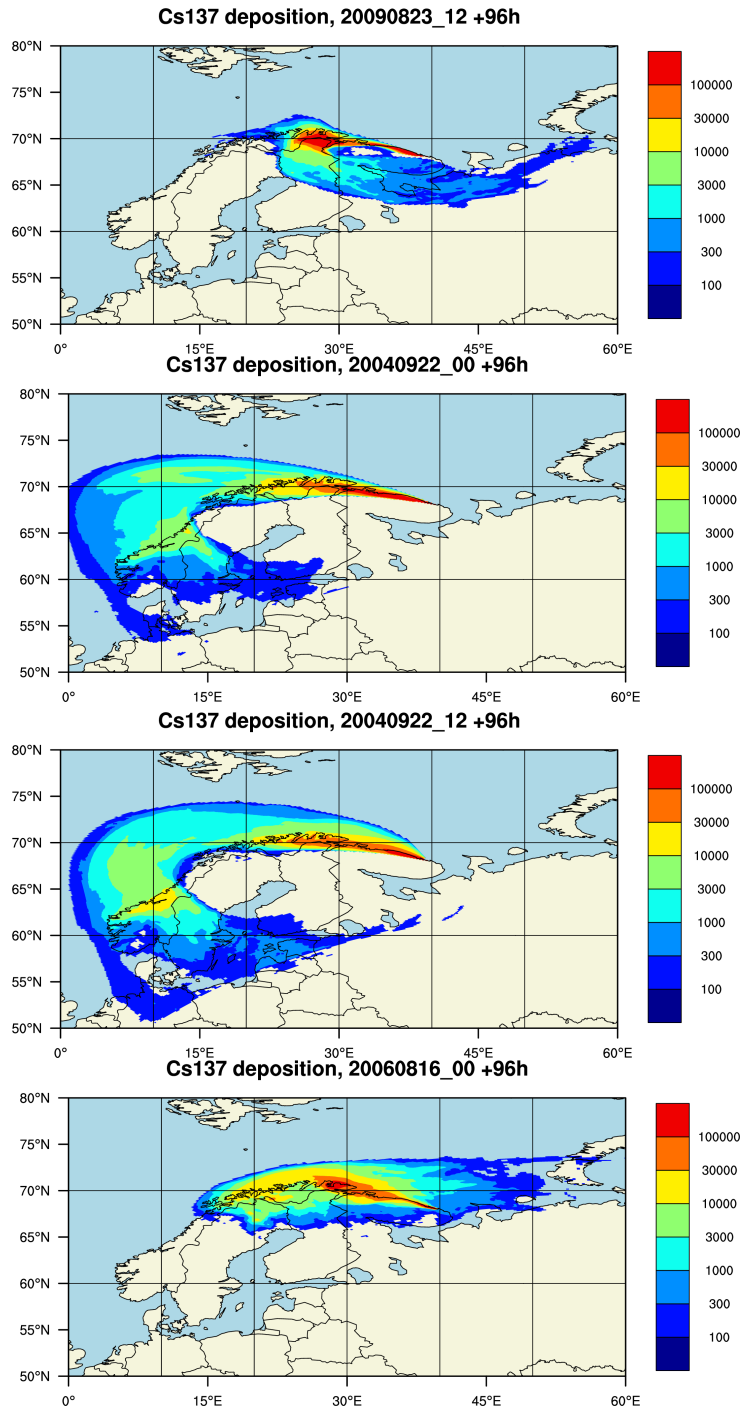 Cs137 deposition, 20090823_12 +96h
80°N
75°N
70°N
65°N
60°N
55°N
50°N
0°
15°E
30°E
45°E
60°E
100000
30000
10000
3000
1000
300
100
Cs137 deposition, 20040922_00 +96h
80°N
75°N
70°N
65°N
60°N
55°N
50°N
0°
15°E
30°E
45°E
60°E
100000
30000
10000
3000
1000
300
100
Cs137 deposition, 20040922_12 +96h
80°N
75°N
70°N
65°N
60°N
55°N
50°N
0°
15°E
30°E
45°E
60°E
100000
30000
10000
3000
1000
300
100
Cs137 deposition, 20060816_00 +96h
80°N
75°N
70°N
65°N
60°N
55°N
50°N
0°
15°E
30°E
45°E
60°E
100000
30000
10000
3000
1000
300
100